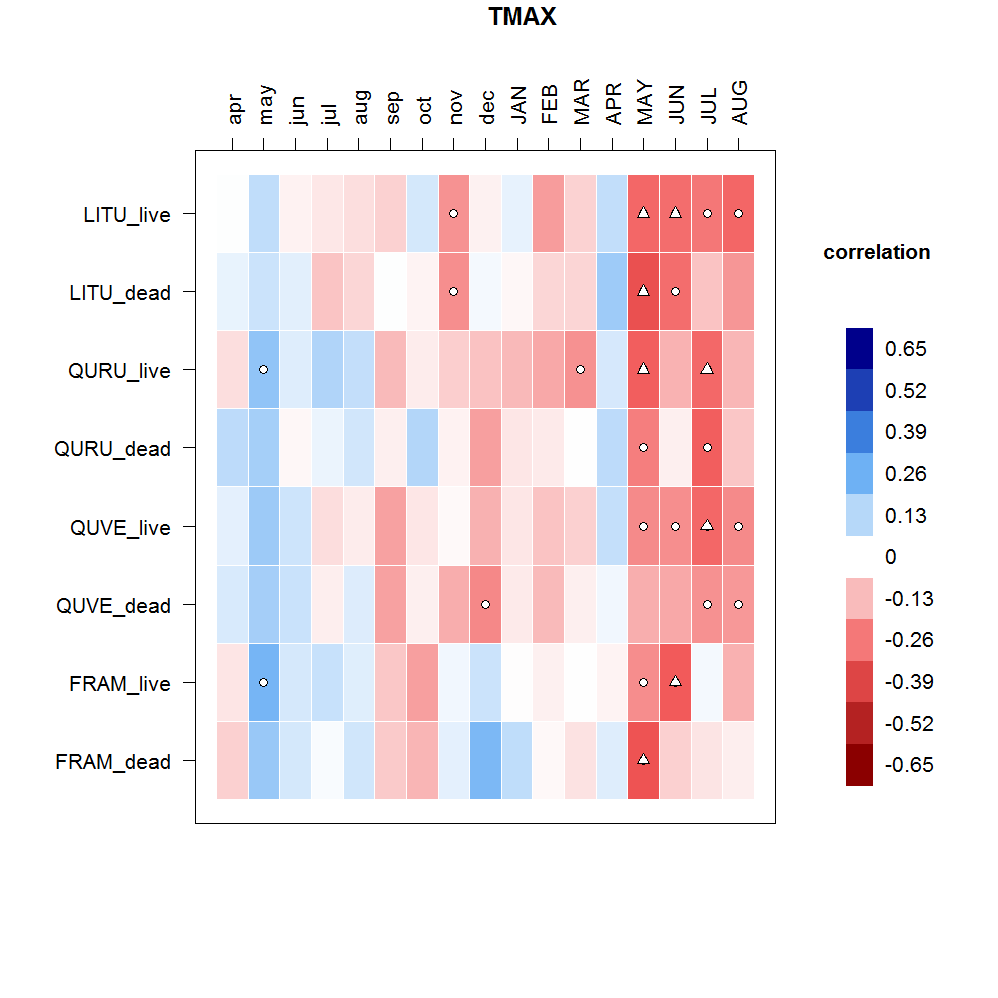 TMAX
apr may jun jul aug sep oct nov dec JAN FEB MAR APR MAY JUN JUL AUG
LITU_live
LITU_dead
QURU_live
QURU_dead
QUVE_live
QUVE_dead
FRAM_live
FRAM_dead
correlation
0.65
0.52
0.39
0.26
0.13
0
-0.13
-0.26
-0.39
-0.52
-0.65